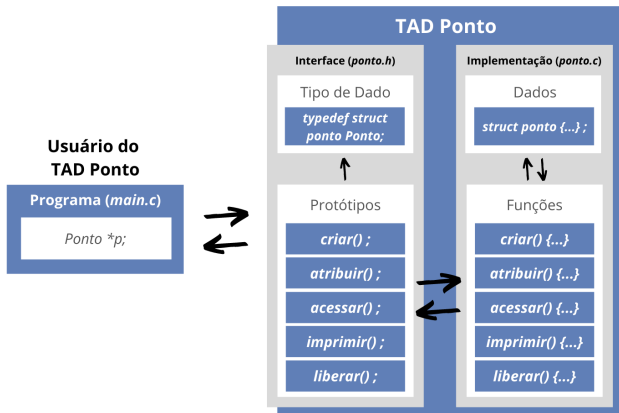 TAD Ponto
Interface (ponto.h)
Tipo de Dado
typedef struct
ponto Ponto;
Protótipos
criar() ;
atribuir() ;
acessar() ;
imprimir() ;
liberar() ;
Implementação (ponto.c)
Dados
struct ponto {...} ;
Funções
criar() {...}
atribuir() {...}
acessar() {...}
imprimir() {...}
liberar() {...}
Usuário do
TAD Ponto
Programa (main.c)
Ponto *p;